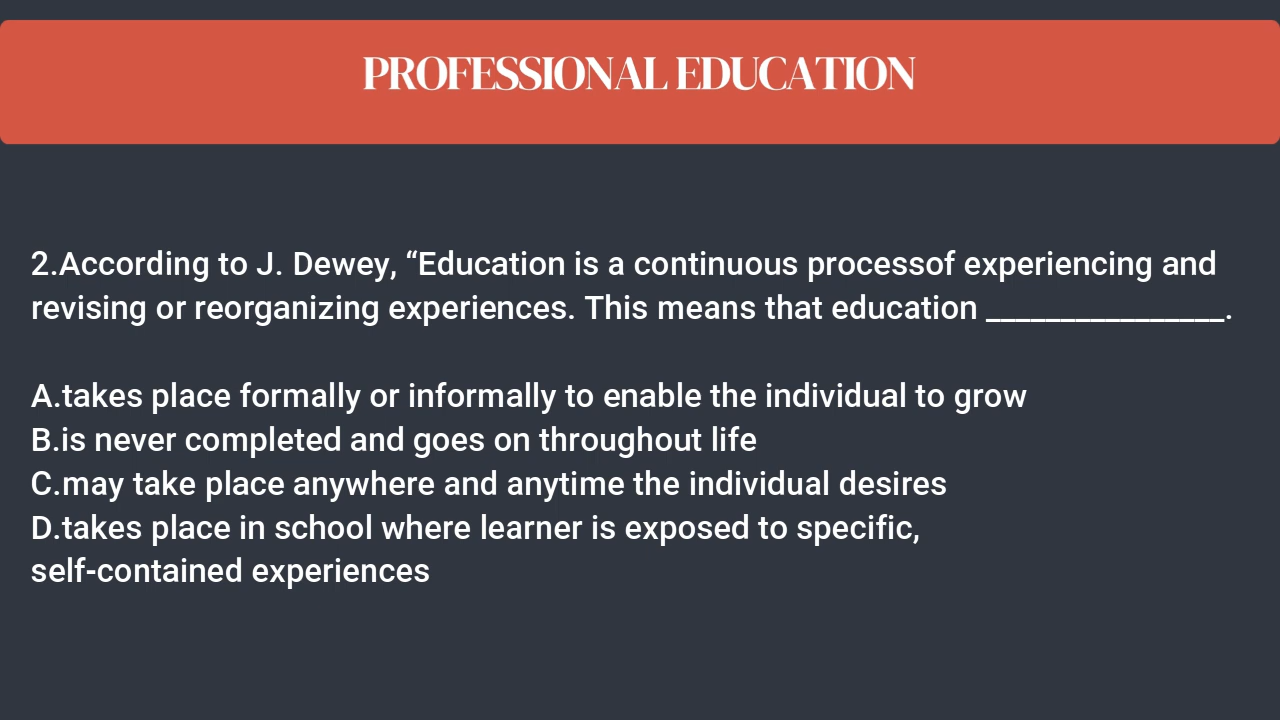 PROFESSIONAL EDUCATION
2.According to J. Dewey, “Education is a continuous processof experiencing and
revising or reorganizing experiences. This means that education ________________.
A.takes place formally or informally to enable the individual to grow
B.is never completed and goes on throughout life
C.may take place anywhere and anytime the individual desires
D.takes place in school where learner is exposed to specific,
self-contained experiences